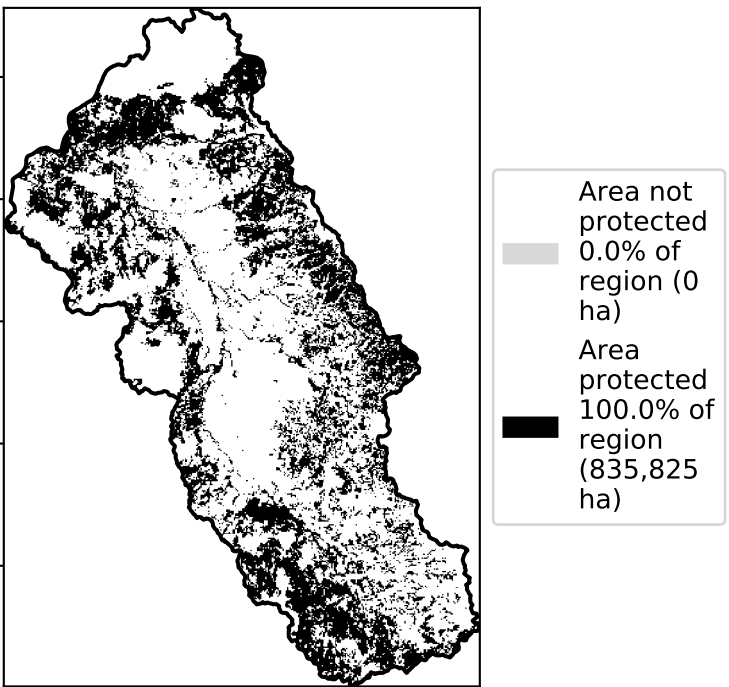 Area not
protected
0.0% of
region (0
ha)
Area
protected
100.0% of
region
(835,825
ha)